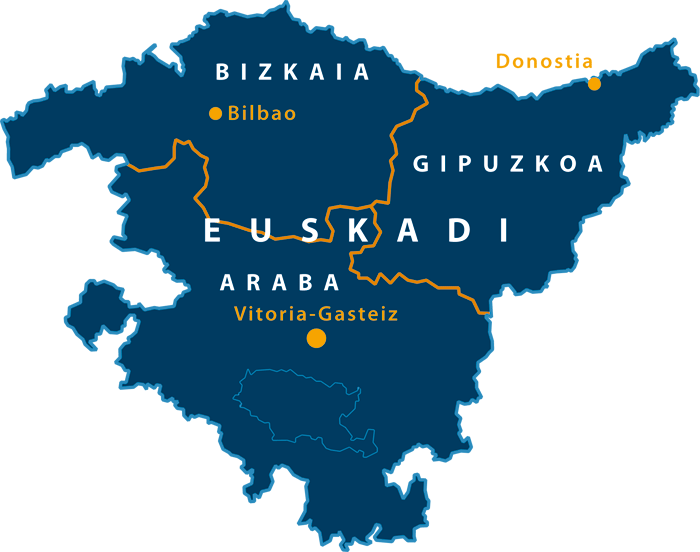 Donostia
BIZKAIA
Bilbao
GIPUZKOA
EUSKADI
ARABA
Vitoria-Gasteiz